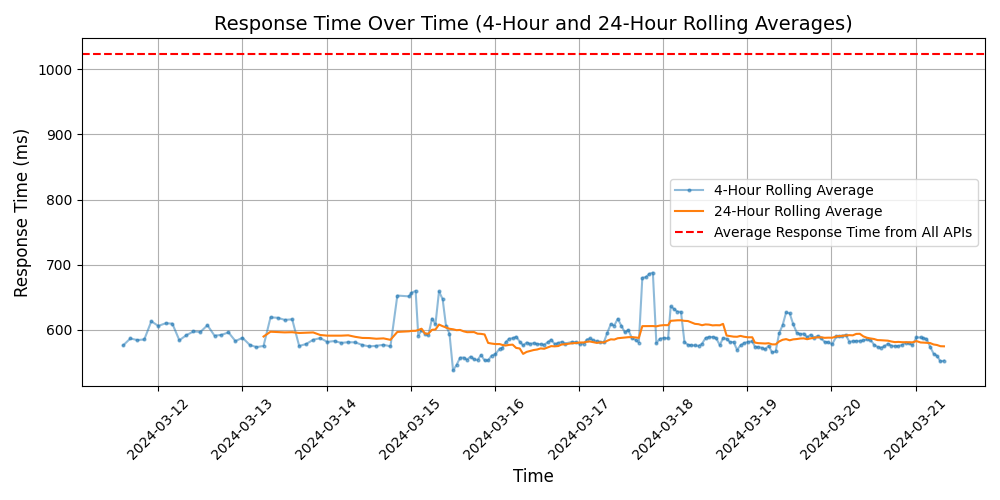 Response Time Over Time (4-Hour and 24-Hour Rolling Averages)
Response Time (ms)
1000
900
800
700
600
4-Hour Rolling Average
24-Hour Rolling Average
Average Response Time from All APIs
2024-03-12
2024-03-13
2024-03-14
2024-03-15
2024-03-16
2024-03-17
2024-03-18
2024-03-19
2024-03-20
2024-03-21
Time